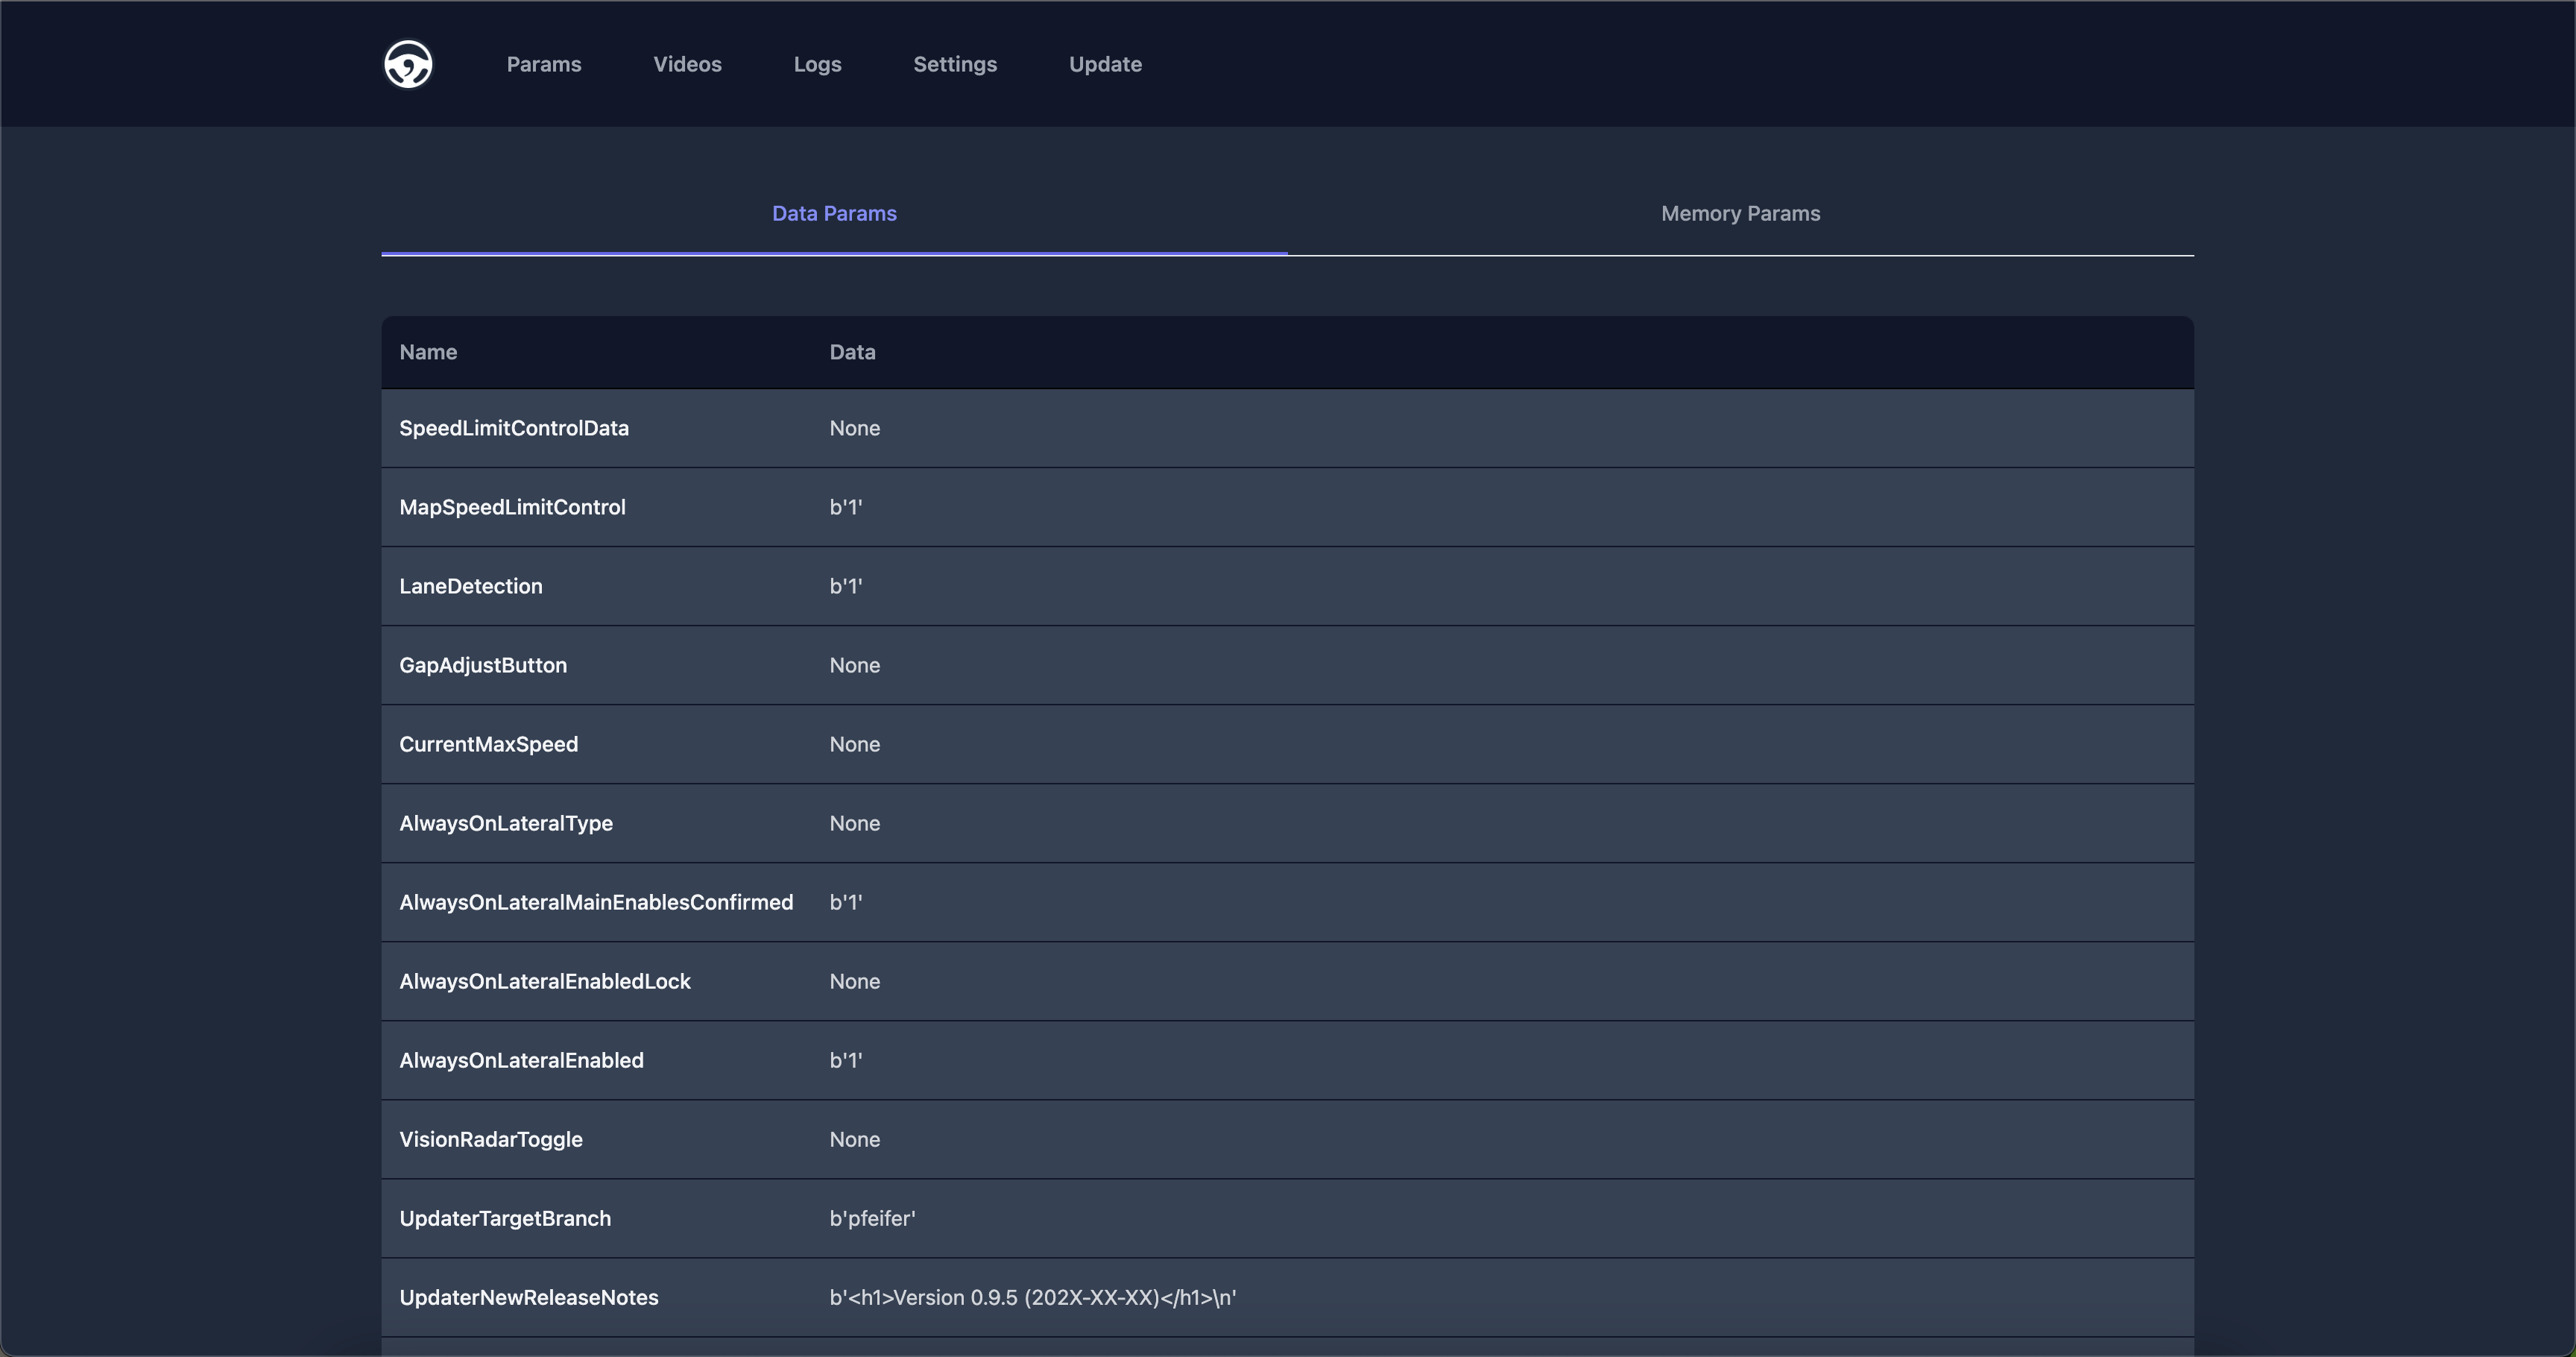 Params Videos Logs Settings Update
Data Params Memory Params
Name Data
SpeedLimitControlData None
MapSpeedLimitControl b'1'
LaneDetection b'1'
GapAdjustButton None
CurrentMaxSpeed None
AlwaysOnLateralType None
AlwaysOnLateralMainEnablesConfirmed b'1'
AlwaysOnLateralEnabledLock None
AlwaysOnLateralEnabled b'1'
VisionRadarToggle None
UpdaterTargetBranch b'pfeifer'
UpdaterNewReleaseNotes b'<h1>Version 0.9.5 (202X-XX-XX)</h1>\n'